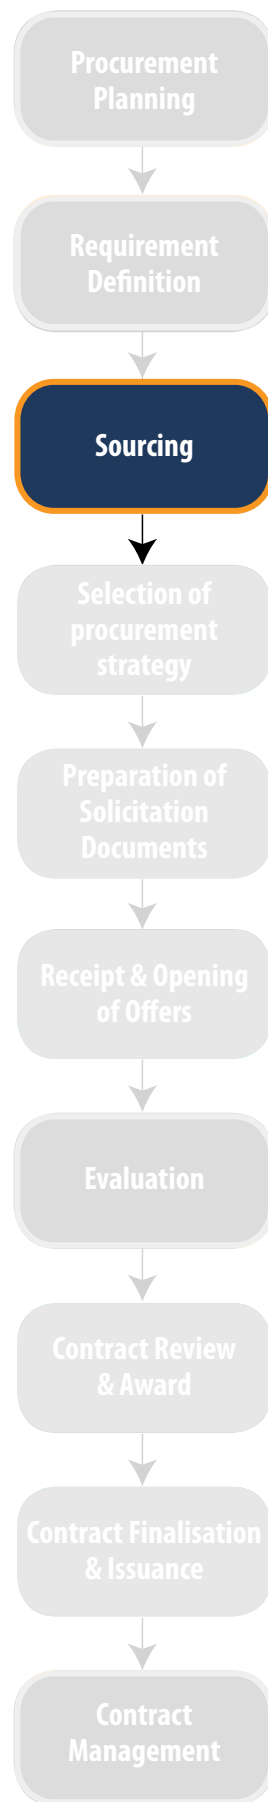 Procurement
Planning
Requirement
Definition
Sourcing
Selection of
procurement
strategy
Preparation of
Solicitation
Documents
Receipt & Opening
of Offers
Evaluation
Contract Review
& Award
Contract Finalisation
& Issuance
Contract
Management